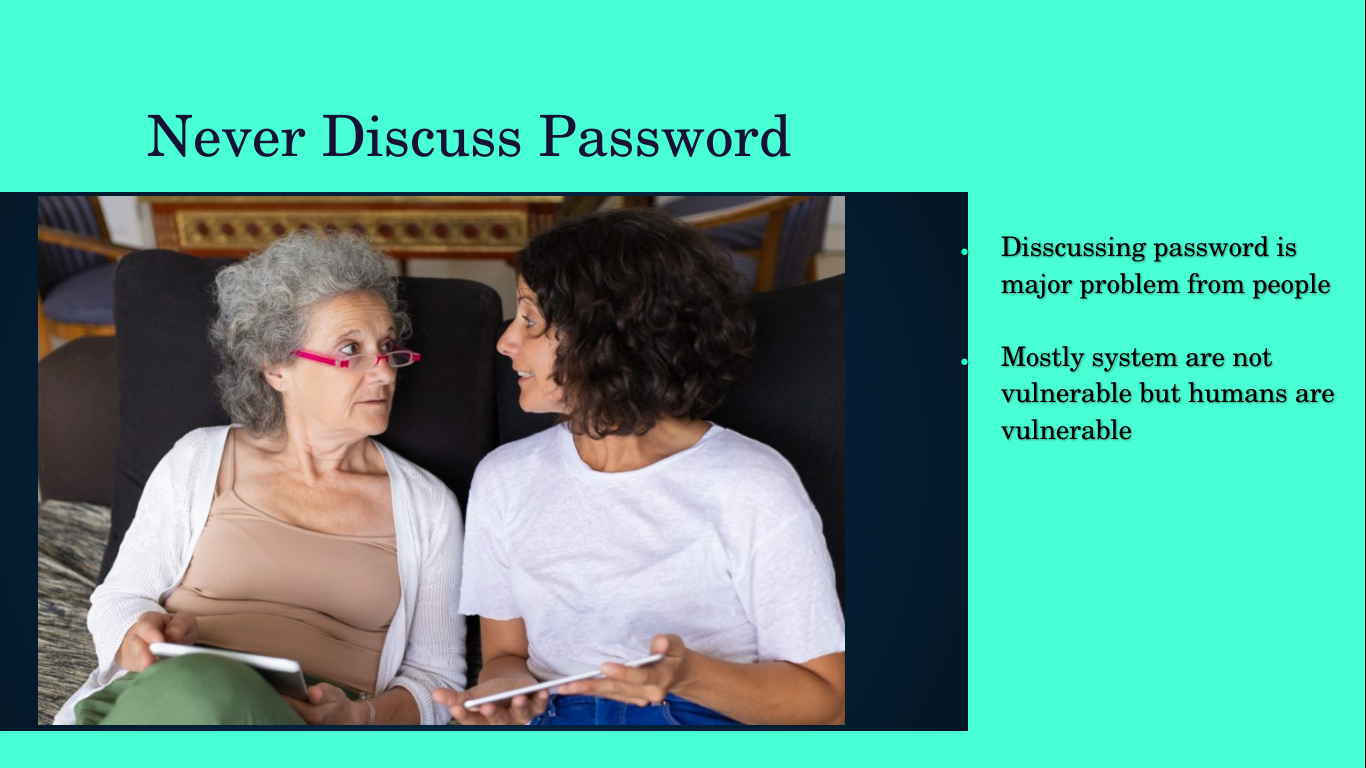 Never Discuss Password
• Disscussing password is
major problem from people
• Mostly system are not
vulnerable but humans are
vulnerable